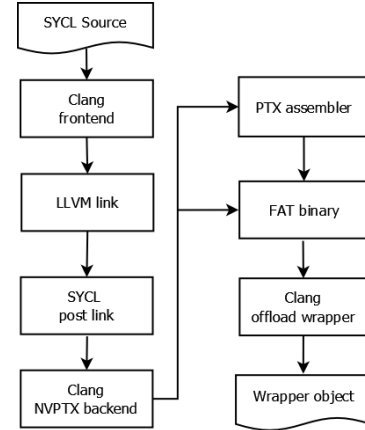 SYCL Source
Clang
frontend
LLVM link
SYCL
post link
Clang
NVPTX backend
PTX assembler
FAT binary
Clang
offload wrapper
Wrapper object